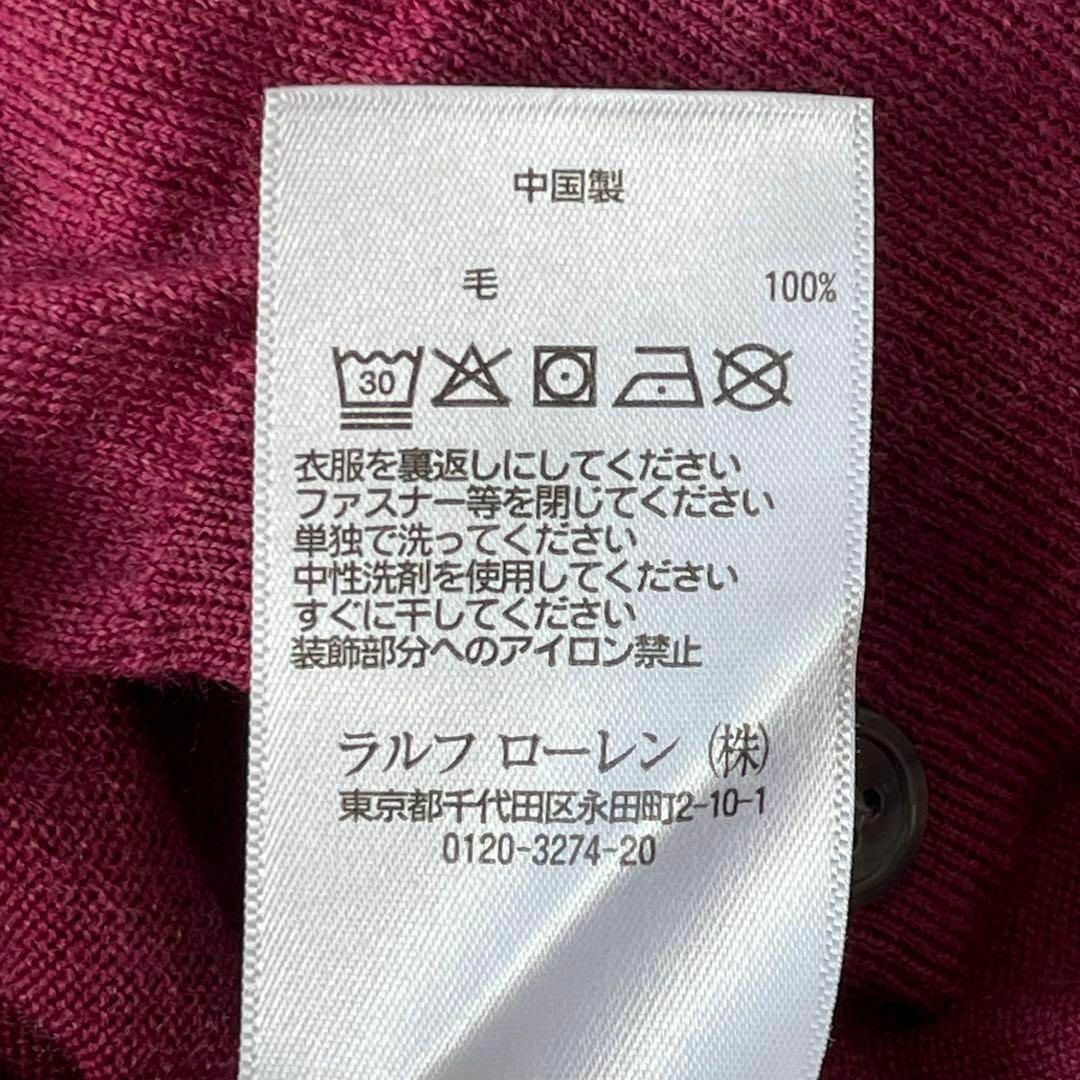 中国製
毛 100%
30
衣服を裏返しにしてください
ファスナー等を閉じてください
単独で洗ってください
中性洗剤を使用してください
すぐに干してください
装飾部分へのアイロン禁止
ラルフ ローレン (株)
東京都千代田区永田町2-10-1
0120-3274-20